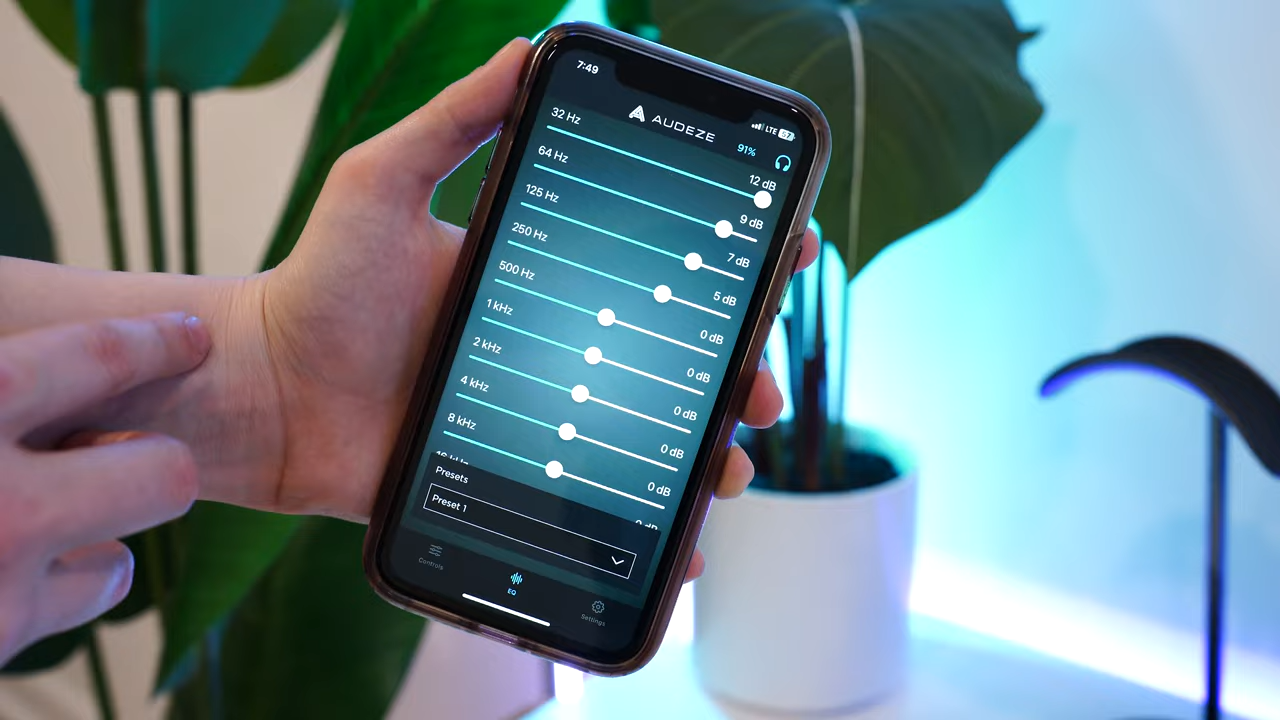 7:49
LTE 67
AUDEZE
91%
32 Hz
12 dB
64 Hz
9 dB
125 Hz
7 dB
250 Hz
5 dB
500 Hz
0 dB
1 kHz
0 dB
2 kHz
0 dB
4 kHz
0 dB
8 kHz
0 dB
Presets
Preset 1
Controls
EQ
Settings